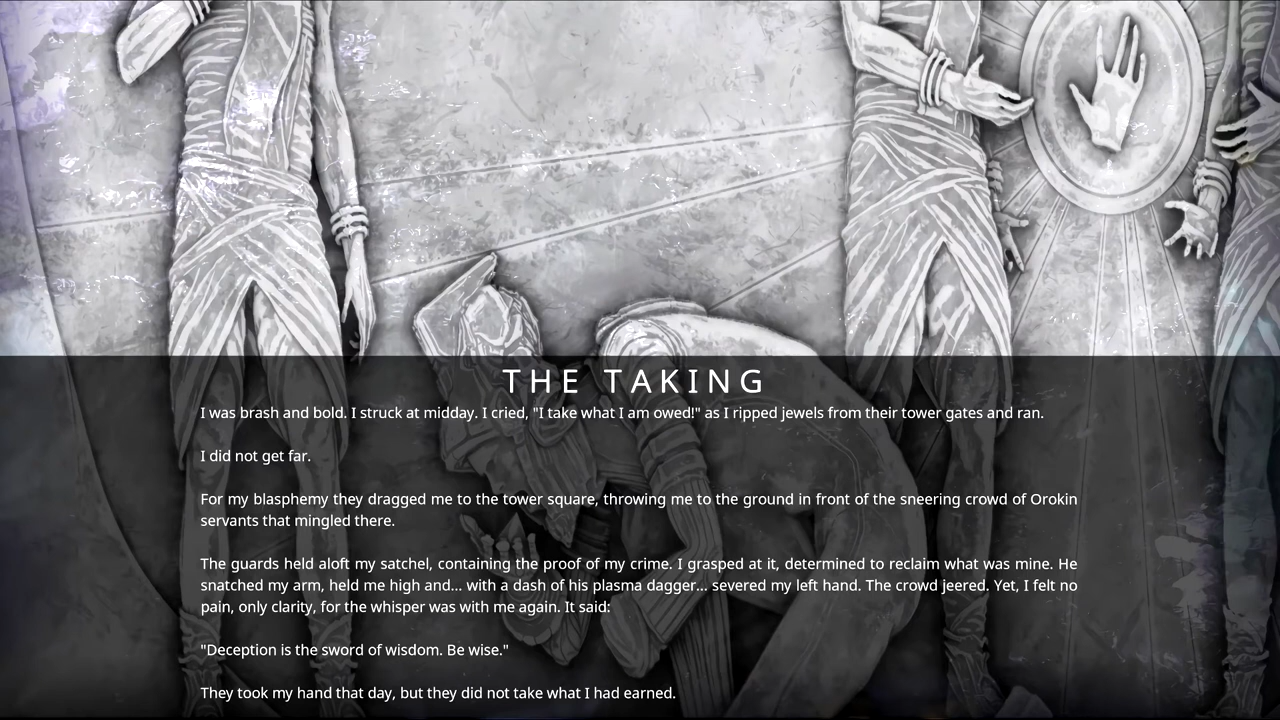 THE TAKING
I was brash and bold. I struck at midday. I cried, "I take what I am owed!" as I ripped jewels from their tower gates and ran.
I did not get far.
For my blasphemy they dragged me to the tower square, throwing me to the ground in front of the sneering crowd of Orokin
servants that mingled there.
The guards held aloft my satchel, containing the proof of my crime. I grasped at it, determined to reclaim what was mine. He
snatched my arm, held me high and... with a dash of his plasma dagger... severed my left hand. The crowd jeered. Yet, I felt no
pain, only clarity, for the whisper was with me again. It said:
"Deception is the sword of wisdom. Be wise."
They took my hand that day, but they did not take what I had earned.